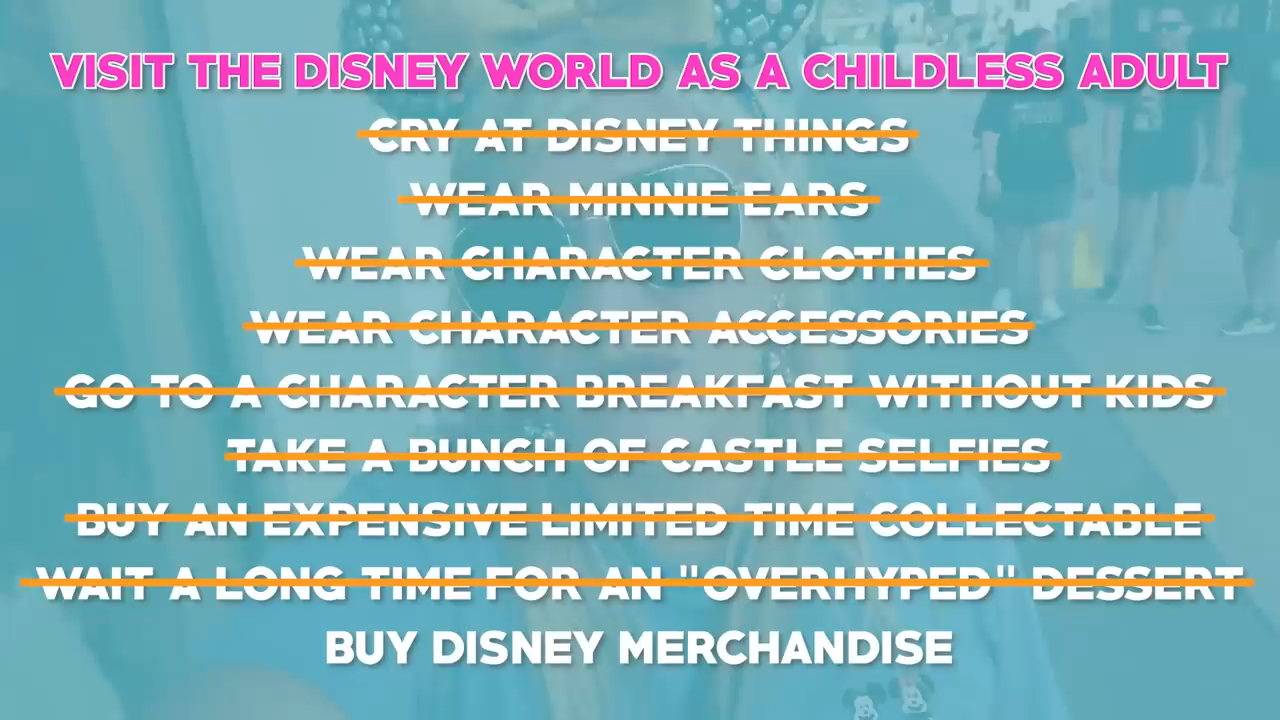 VISIT THE DISNEY WORLD AS A CHILDLESS ADULT
CRY AT DISNEY THINGS
WEAR MINNIE EARS
WEAR CHARACTER CLOTHES
WEAR CHARACTER ACCESSORIES
GO TO A CHARACTER BREAKFAST WITHOUT KIDS
TAKE A BUNCH OF CASTLE SELFIES
BUY AN EXPENSIVE LIMITED TIME COLLECTABLE
WAIT A LONG TIME FOR AN "OVERHYPED" DESSERT
BUY DISNEY MERCHANDISE